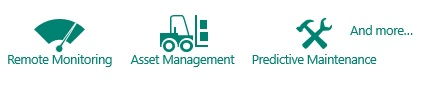 And more...
Remote Monitoring
Asset Management
Predictive Maintenance